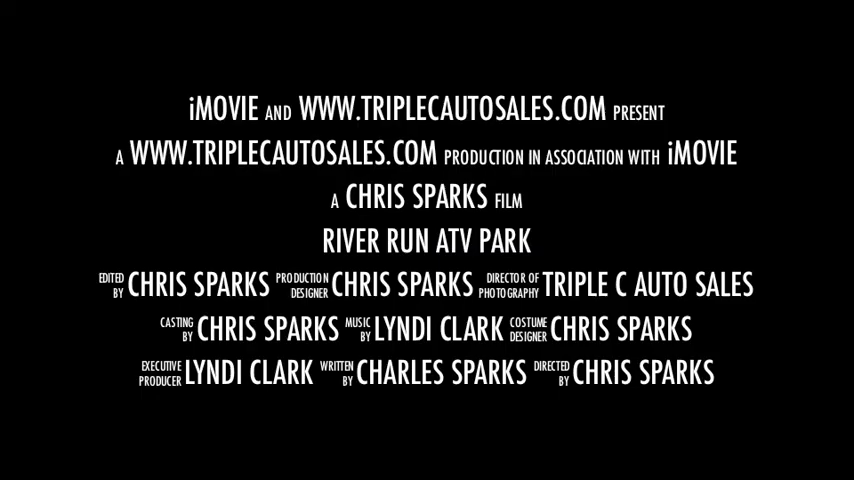 iMOVIE AND WWW.TRIPLECAUTOSALES.COM PRESENT
A WWW.TRIPLECAUTOSALES.COM PRODUCTION IN ASSOCIATION WITH iMOVIE
A CHRIS SPARKS FILM
RIVER RUN ATV PARK
EDITED BY CHRIS SPARKS PRODUCTION DESIGNER CHRIS SPARKS DIRECTOR OF PHOTOGRAPHY TRIPLE C AUTO SALES
CASTING BY CHRIS SPARKS MUSIC BY LYNDI CLARK COSTUME DESIGNER CHRIS SPARKS
EXECUTIVE PRODUCER LYNDI CLARK WRITTEN BY CHARLES SPARKS DIRECTED BY CHRIS SPARKS